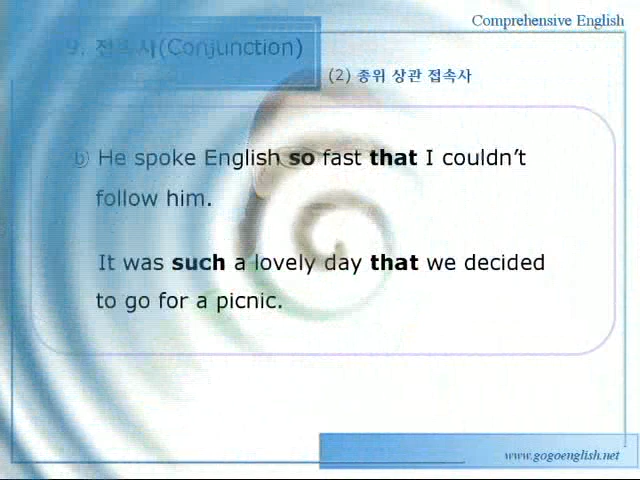 Comprehensive English
9. 접속사(Conjunction)
(2) 종위 상관 접속사
ⓑ He spoke English so fast that I couldn't
follow him.
It was such a lovely day that we decided
to go for a picnic.
www.gogoenglish.net